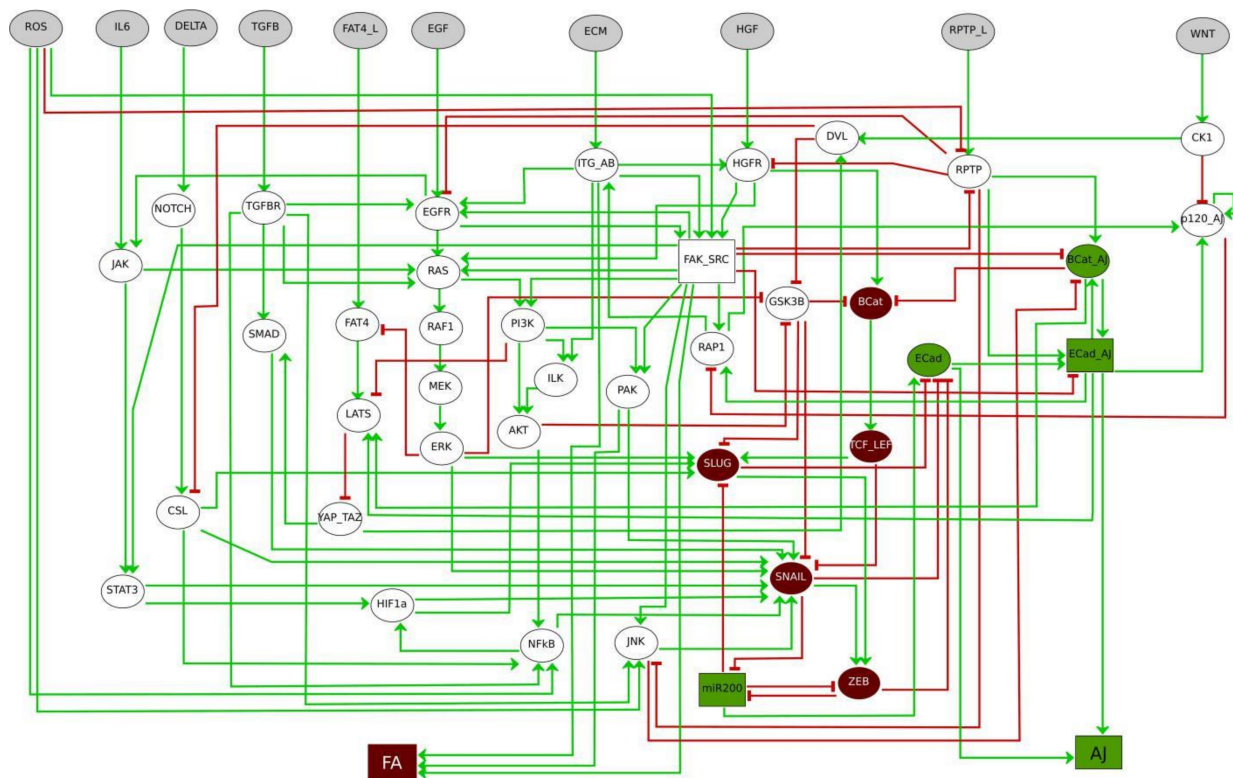 ROS IL6 DELTA TGFB FAT4_L EGF ECM HGF RPTP_L WNT
DVL CK1
ITG_AB HGFR RPTP
NOTCH TGFBR EGFR p120_AJ
JAK RAS FAK_SRC BCat_AJ
GSK3B BCat
SMAD FAT4 RAF1 PI3K RAP1 ECad ECad_AJ
ILK PAK
MEK
LATS AKT
ERK SLUG TCF_LEF
CSL YAP_TAZ
STAT3 HIF1a SNAIL
NFkB JNK
miR200 ZEB
FA AJ